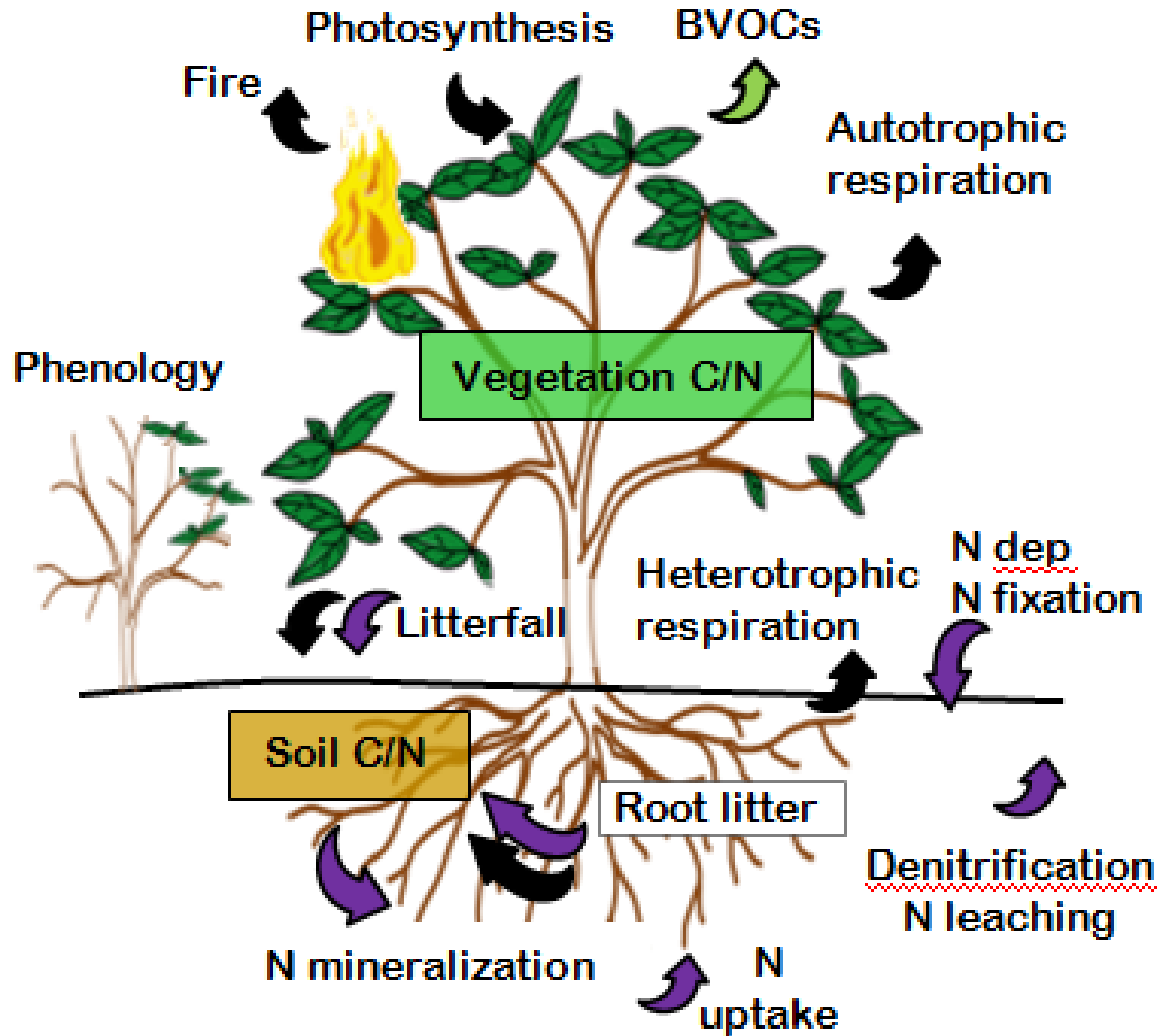 Photosynthesis
BVOCs
Fire
Autotrophic
respiration
Phenology
Vegetation C/N
Heterotrophic
respiration
N dep
N fixation
Litterfall
Soil C/N
Root litter
Denitrification
N leaching
N mineralization
N
uptake